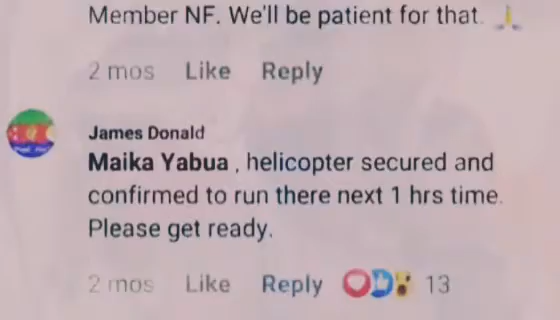 Member NF. We'll be patient for that. 🙏
2 mos Like Reply
James Donald
Maika Yabua , helicopter secured and
confirmed to run there next 1 hrs time.
Please get ready.
2 mos Like Reply 13